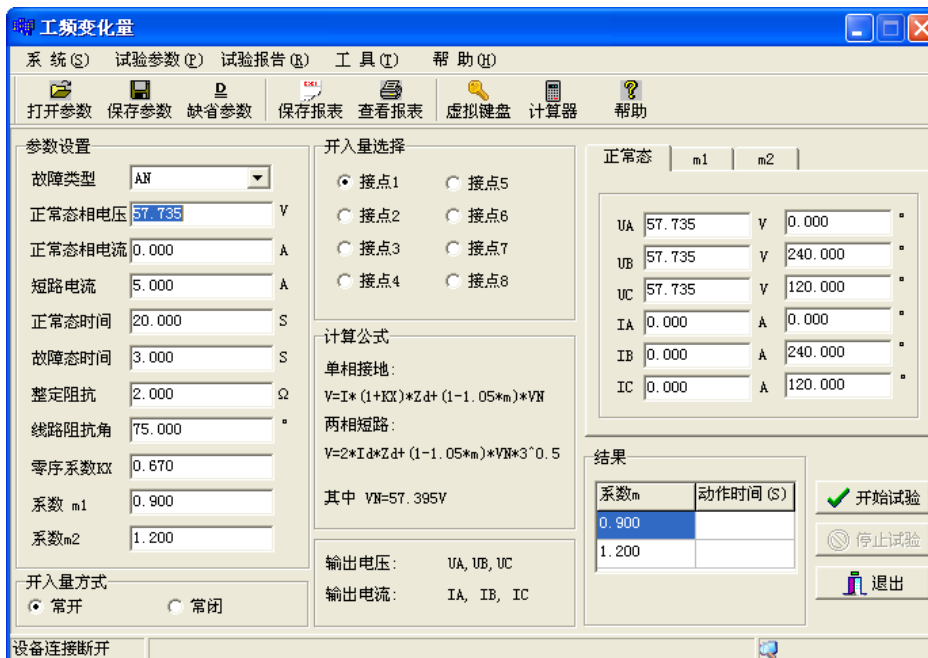 工频变化量
系 统(S) 试验参数(P) 试验报告(R) 工 具(T) 帮 助(H)
打开参数 保存参数 缺省参数 保存报表 查看报表 虚拟键盘 计算器 帮助
参数设置
故障类型 AN
正常态相电压 57.735 V
正常态相电流 0.000 A
短路电流 5.000 A
正常态时间 20.000 S
故障态时间 3.000 S
整定阻抗 2.000 Ω
线路阻抗角 75.000 °
零序系数KX 0.670
系数 m1 0.900
系数m2 1.200
开入量方式
常开 常闭
开入量选择
接点1 接点5
接点2 接点6
接点3 接点7
接点4 接点8
计算公式
单相接地:
V=I*(1+KX)*Zd+(1-1.05*m)*VN
两相短路:
V=2*Id*Zd+(1-1.05*m)*VN*3^0.5
其中 VN=57.395V
输出电压: UA,UB,UC
输出电流: IA, IB, IC
正常态 m1 m2
UA 57.735 V 0.000 °
UB 57.735 V 240.000 °
UC 57.735 V 120.000 °
IA 0.000 A 0.000 °
IB 0.000 A 240.000 °
IC 0.000 A 120.000 °
结果
系数m 动作时间(S)
0.900
1.200
开始试验
停止试验
退出
设备连接断开